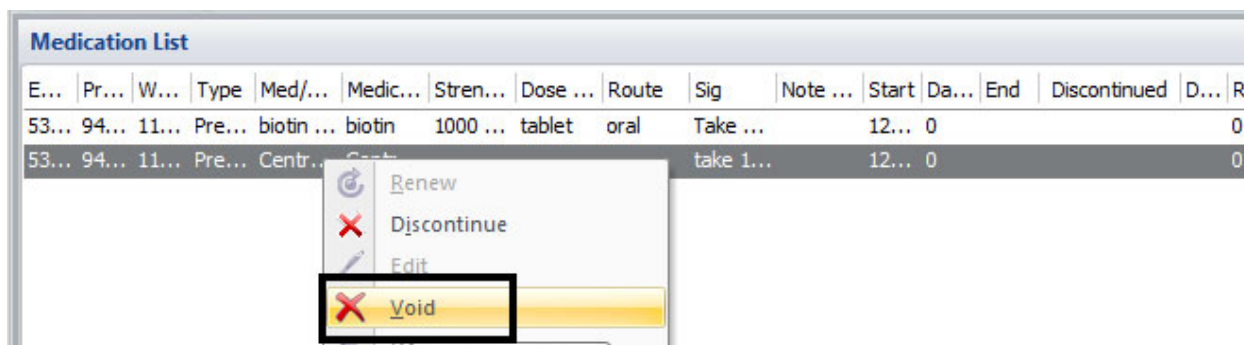 Medication List
E... Pr... W... Type Med/... Medic... Stren... Dose ... Route Sig Note ... Start Da... End Discontinued D... R
53... 94... 11... Pre... biotin ... biotin 1000 ... tablet oral Take ... 12... 0 0
53... 94... 11... Pre... Centr... take 1... 12... 0 0
Renew
Discontinue
Edit
Void